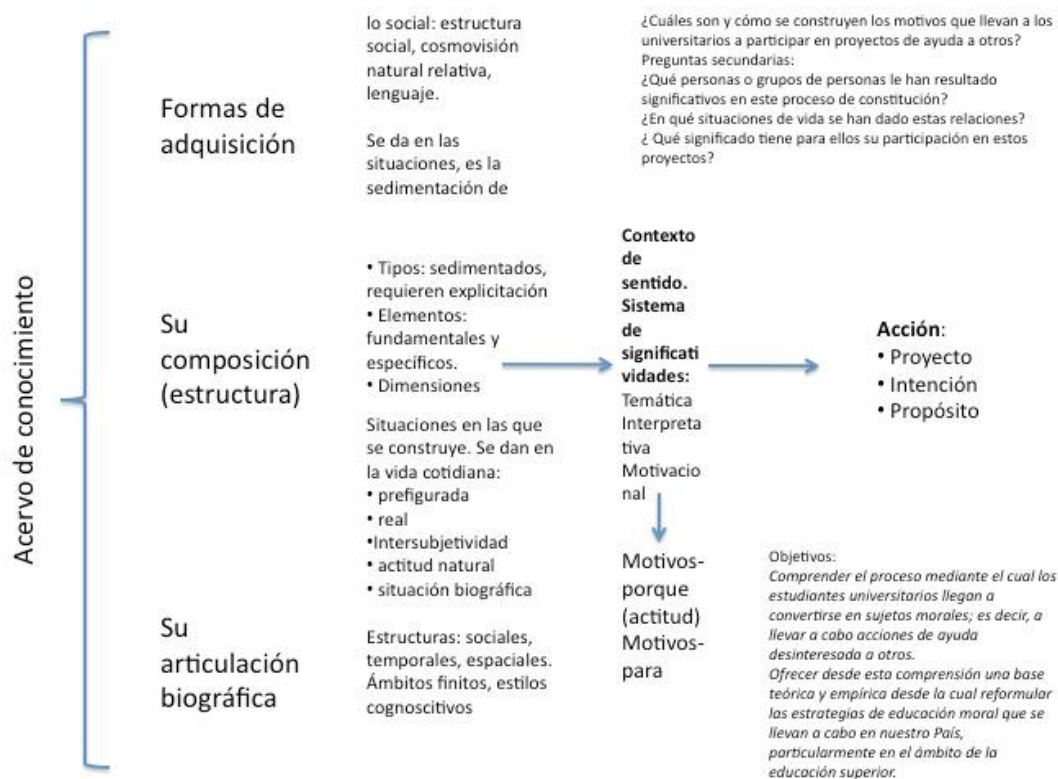 Acervo de conocimiento
Formas de
adquisición
lo social: estructura
social, cosmovisión
natural relativa,
lenguaje.
Se da en las
situaciones, es la
sedimentación de
¿Cuáles son y cómo se construyen los motivos que llevan a los
universitarios a participar en proyectos de ayuda a otros?
Preguntas secundarias:
¿Qué personas o grupos de personas le han resultado
significativos en este proceso de constitución?
¿En qué situaciones de vida se han dado estas relaciones?
¿ Qué significado tiene para ellos su participación en estos
proyectos?
Su
composición
(estructura)
• Tipos: sedimentados,
requieren explicitación
• Elementos:
fundamentales y
específicos.
• Dimensiones
Situaciones en las que
se construye. Se dan en
la vida cotidiana:
• prefigurada
• real
•Intersubjetividad
• actitud natural
• situación biográfica
Contexto
de
sentido.
Sistema
de
significati
vidades:
Temática
Interpreta
tiva
Motivacio
nal
Acción:
• Proyecto
• Intención
• Propósito
Motivos-
porque
(actitud)
Motivos-
para
Su
articulación
biográfica
Estructuras: sociales,
temporales, espaciales.
Ámbitos finitos, estilos
cognoscitivos
Objetivos:
Comprender el proceso mediante el cual los
estudiantes universitarios llegan a
convertirse en sujetos morales; es decir, a
llevar a cabo acciones de ayuda
desinteresada a otros.
Ofrecer desde esta comprensión una base
teórica y empírica desde la cual reformular
las estrategias de educación moral que se
llevan a cabo en nuestro País,
particularmente en el ámbito de la
educación superior.